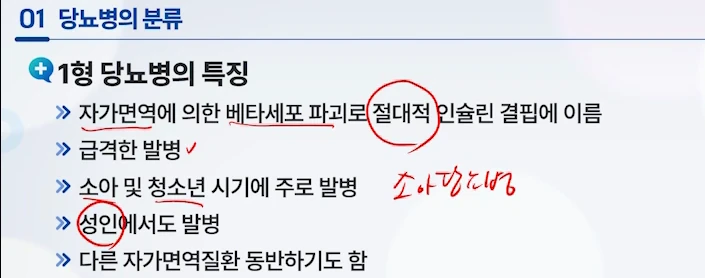 01 당뇨병의 분류
1형 당뇨병의 특징
» 자가면역에 의한 베타세포 파괴로 절대적 인슐린 결핍에 이름
» 급격한 발병
» 소아 및 청소년 시기에 주로 발병 소아당뇨병
» 성인에서도 발병
» 다른 자가면역질환 동반하기도 함